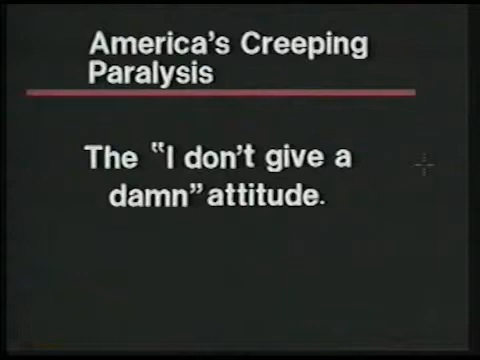 America's Creeping
Paralysis
The "I don't give a
damn" attitude.